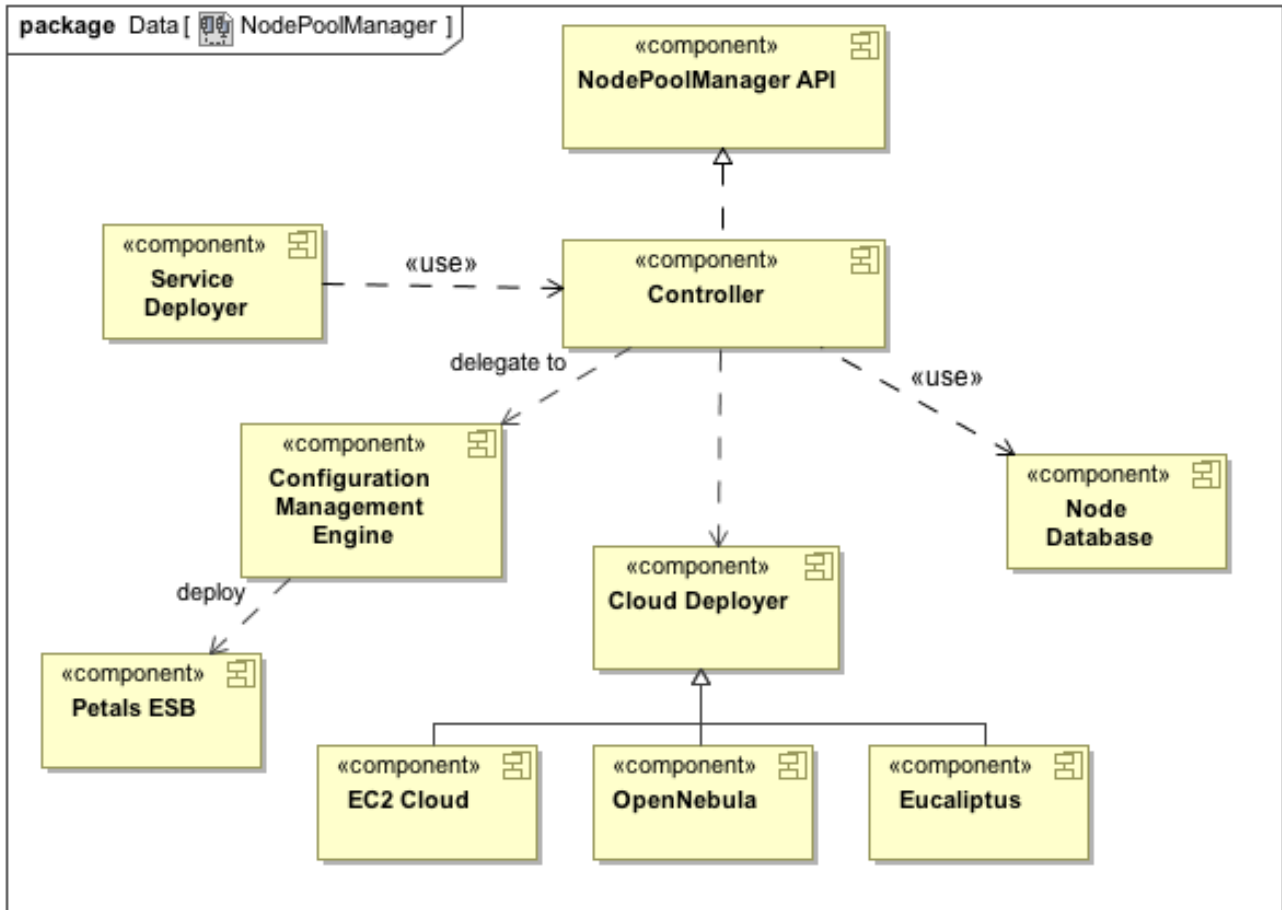 package Data [ NodePoolManager ]
«component»
NodePoolManager API
«component»
Service
Deployer
«use»
«component»
Controller
delegate to
«use»
«component»
Configuration
Management
Engine
«component»
Node
Database
«component»
Cloud Deployer
deploy
«component»
Petals ESB
«component»
EC2 Cloud
«component»
OpenNebula
«component»
Eucaliptus